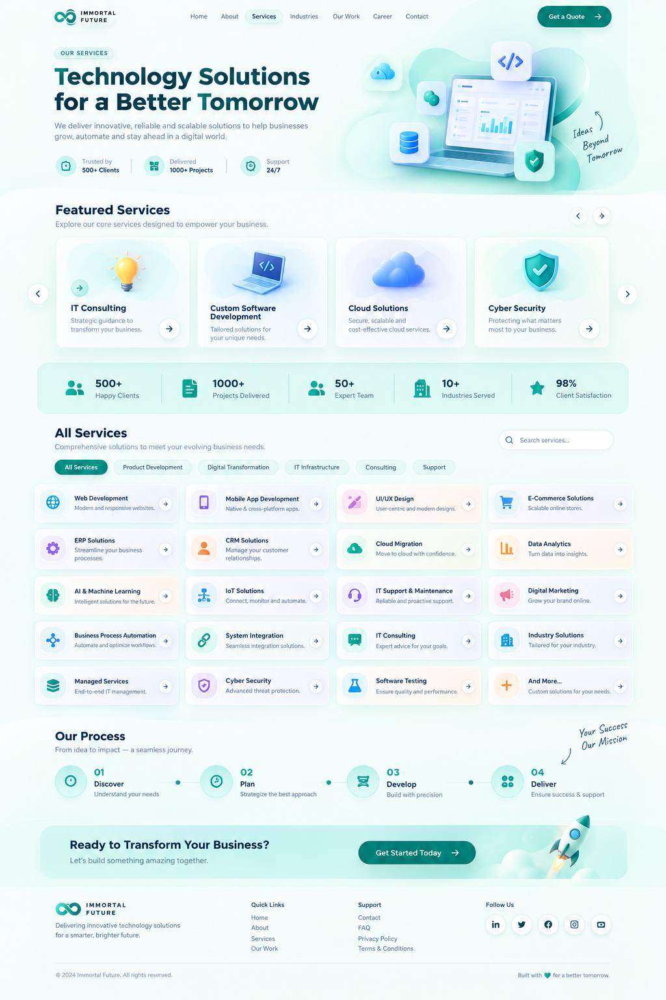 IMMORTAL
FUTURE
Home
About
Services
Industries
Our Work
Career
Contact
Get a Quote
OUR SERVICES
Technology Solutions
for a Better Tomorrow
We deliver innovative, reliable and scalable solutions to help businesses
grow, automate and stay ahead in a digital world.
Trusted by
500+ Clients
Delivered
1000+ Projects
Support
24/7
</>
Ideas
Beyond
Tomorrow
Featured Services
Explore our core services designed to empower your business.
IT Consulting
Strategic guidance to
transform your business.
</>
Custom Software
Development
Tailored solutions for
your unique needs.
Cloud Solutions
Secure, scalable and
cost-effective cloud services.
Cyber Security
Protecting what matters
most to your business.
500+
Happy Clients
1000+
Projects Delivered
50+
Expert Team
10+
Industries Served
98%
Client Satisfaction
All Services
Comprehensive solutions to meet your evolving business needs.
Search services...
All Services
Product Development
Digital Transformation
IT Infrastructure
Consulting
Support
Web Development
Modern and responsive websites.
Mobile App Development
Native & cross-platform apps.
UI/UX Design
User-centric and modern designs.
E-Commerce Solutions
Scalable online stores.
ERP Solutions
Streamline your business
processes.
CRM Solutions
Manage your customer
relationships.
Cloud Migration
Move to cloud with confidence.
Data Analytics
Turn data into insights.
AI & Machine Learning
Intelligent solutions for the future.
IoT Solutions
Connect, monitor and automate.
IT Support & Maintenance
Reliable and proactive support.
Digital Marketing
Grow your brand online.
Business Process Automation
Automate and optimize workflows.
System Integration
Seamless integration solutions.
IT Consulting
Expert advice for your goals.
Industry Solutions
Tailored for your industry.
Managed Services
End-to-end IT management.
Cyber Security
Advanced threat protection.
Software Testing
Ensure quality and performance.
And More...
Custom solutions for your needs.
Our Process
From idea to impact — a seamless journey.
Your Success
Our Mission
01
Discover
Understand your needs
02
Plan
Strategize the best approach
03
Develop
Build with precision
04
Deliver
Ensure success & support
Ready to Transform Your Business?
Let's build something amazing together.
Get Started Today
IMMORTAL
FUTURE
Delivering innovative technology solutions
for a smarter, brighter future.
Quick Links
Home
About
Services
Our Work
Support
Contact
FAQ
Privacy Policy
Terms & Conditions
Follow Us
© 2024 Immortal Future. All rights reserved.
Built with for a better tomorrow.